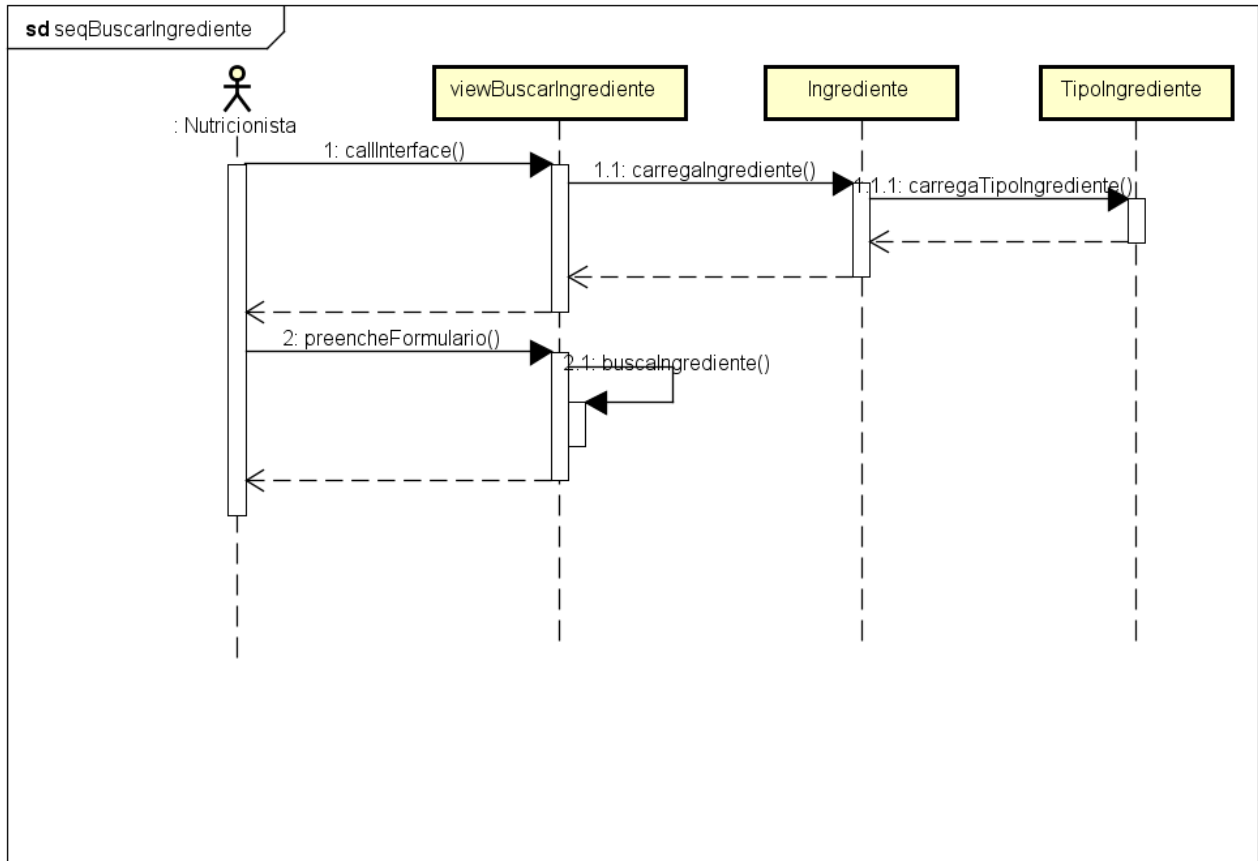 sd seqBuscarIngrediente
: Nutricionista
viewBuscarIngrediente
Ingrediente
TipoIngrediente
1: callInterface()
1.1: carregaIngrediente()
1.1.1: carregaTipoIngrediente()
2: preencheFormulario()
2.1: buscaIngrediente()